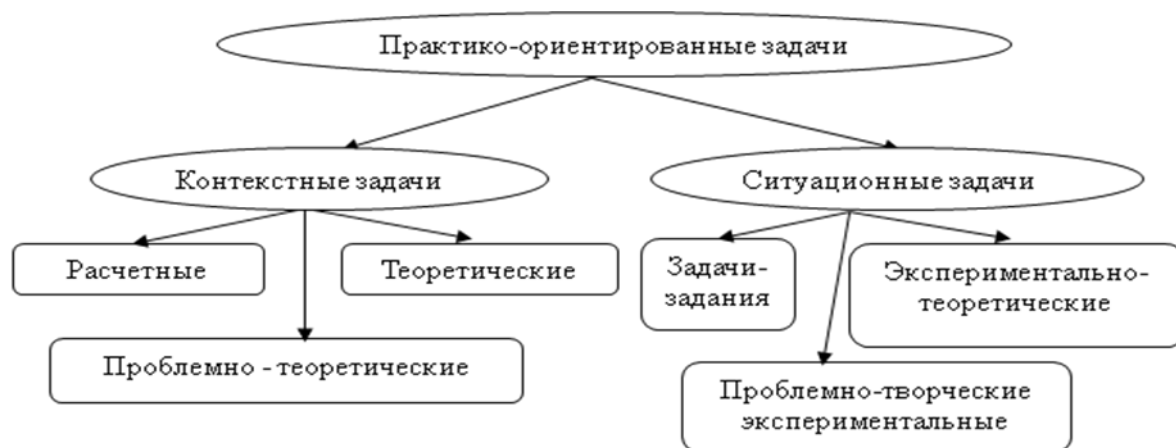 Практико-ориентированные задачи
Контекстные задачи
Ситуационные задачи
Расчетные
Теоретические
Задачи-
задания
Экспериментально-
теоретические
Проблемно - теоретические
Проблемно-творческие
экспериментальные